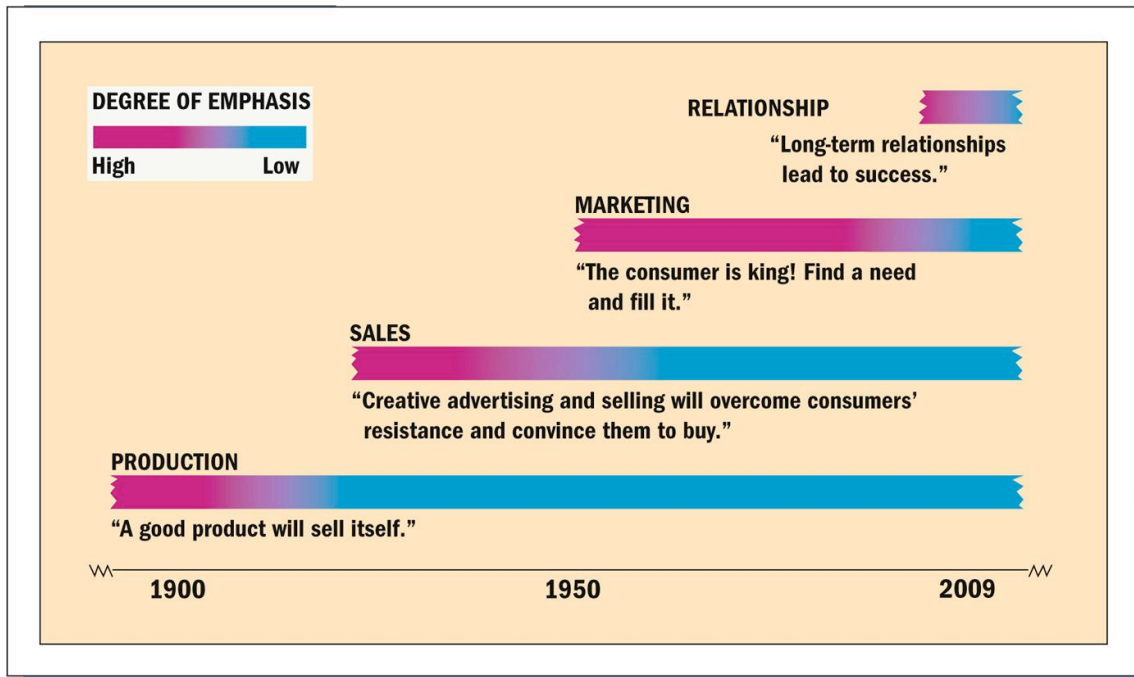 DEGREE OF EMPHASIS
High Low
RELATIONSHIP
“Long-term relationships
lead to success.”
MARKETING
“The consumer is king! Find a need
and fill it.”
SALES
“Creative advertising and selling will overcome consumers’
resistance and convince them to buy.”
PRODUCTION
“A good product will sell itself.”
1900 1950 2009